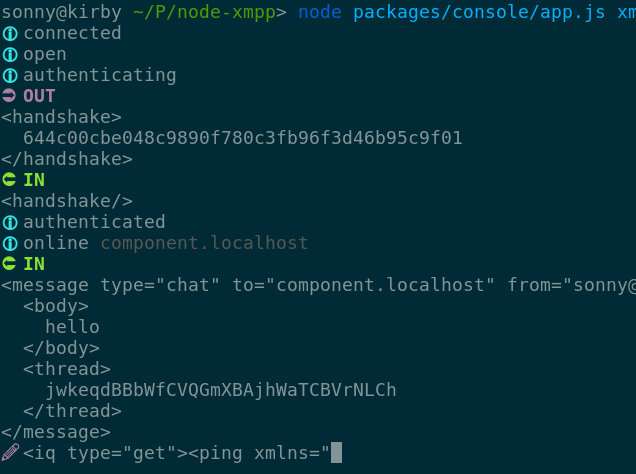 sonny@kirby ~/P/node-xmpp> node packages/console/app.js xm
connected
open
authenticating
OUT
<handshake>
644c00cbe048c9890f780c3fb96f3d46b95c9f01
</handshake>
IN
<handshake/>
authenticated
online component.localhost
IN
<message type="chat" to="component.localhost" from="sonny@
<body>
hello
</body>
<thread>
jwkeqdBBbWfCVQGmXBAjhWaTCBVrNLCh
</thread>
</message>
<iq type="get"><ping xmlns="